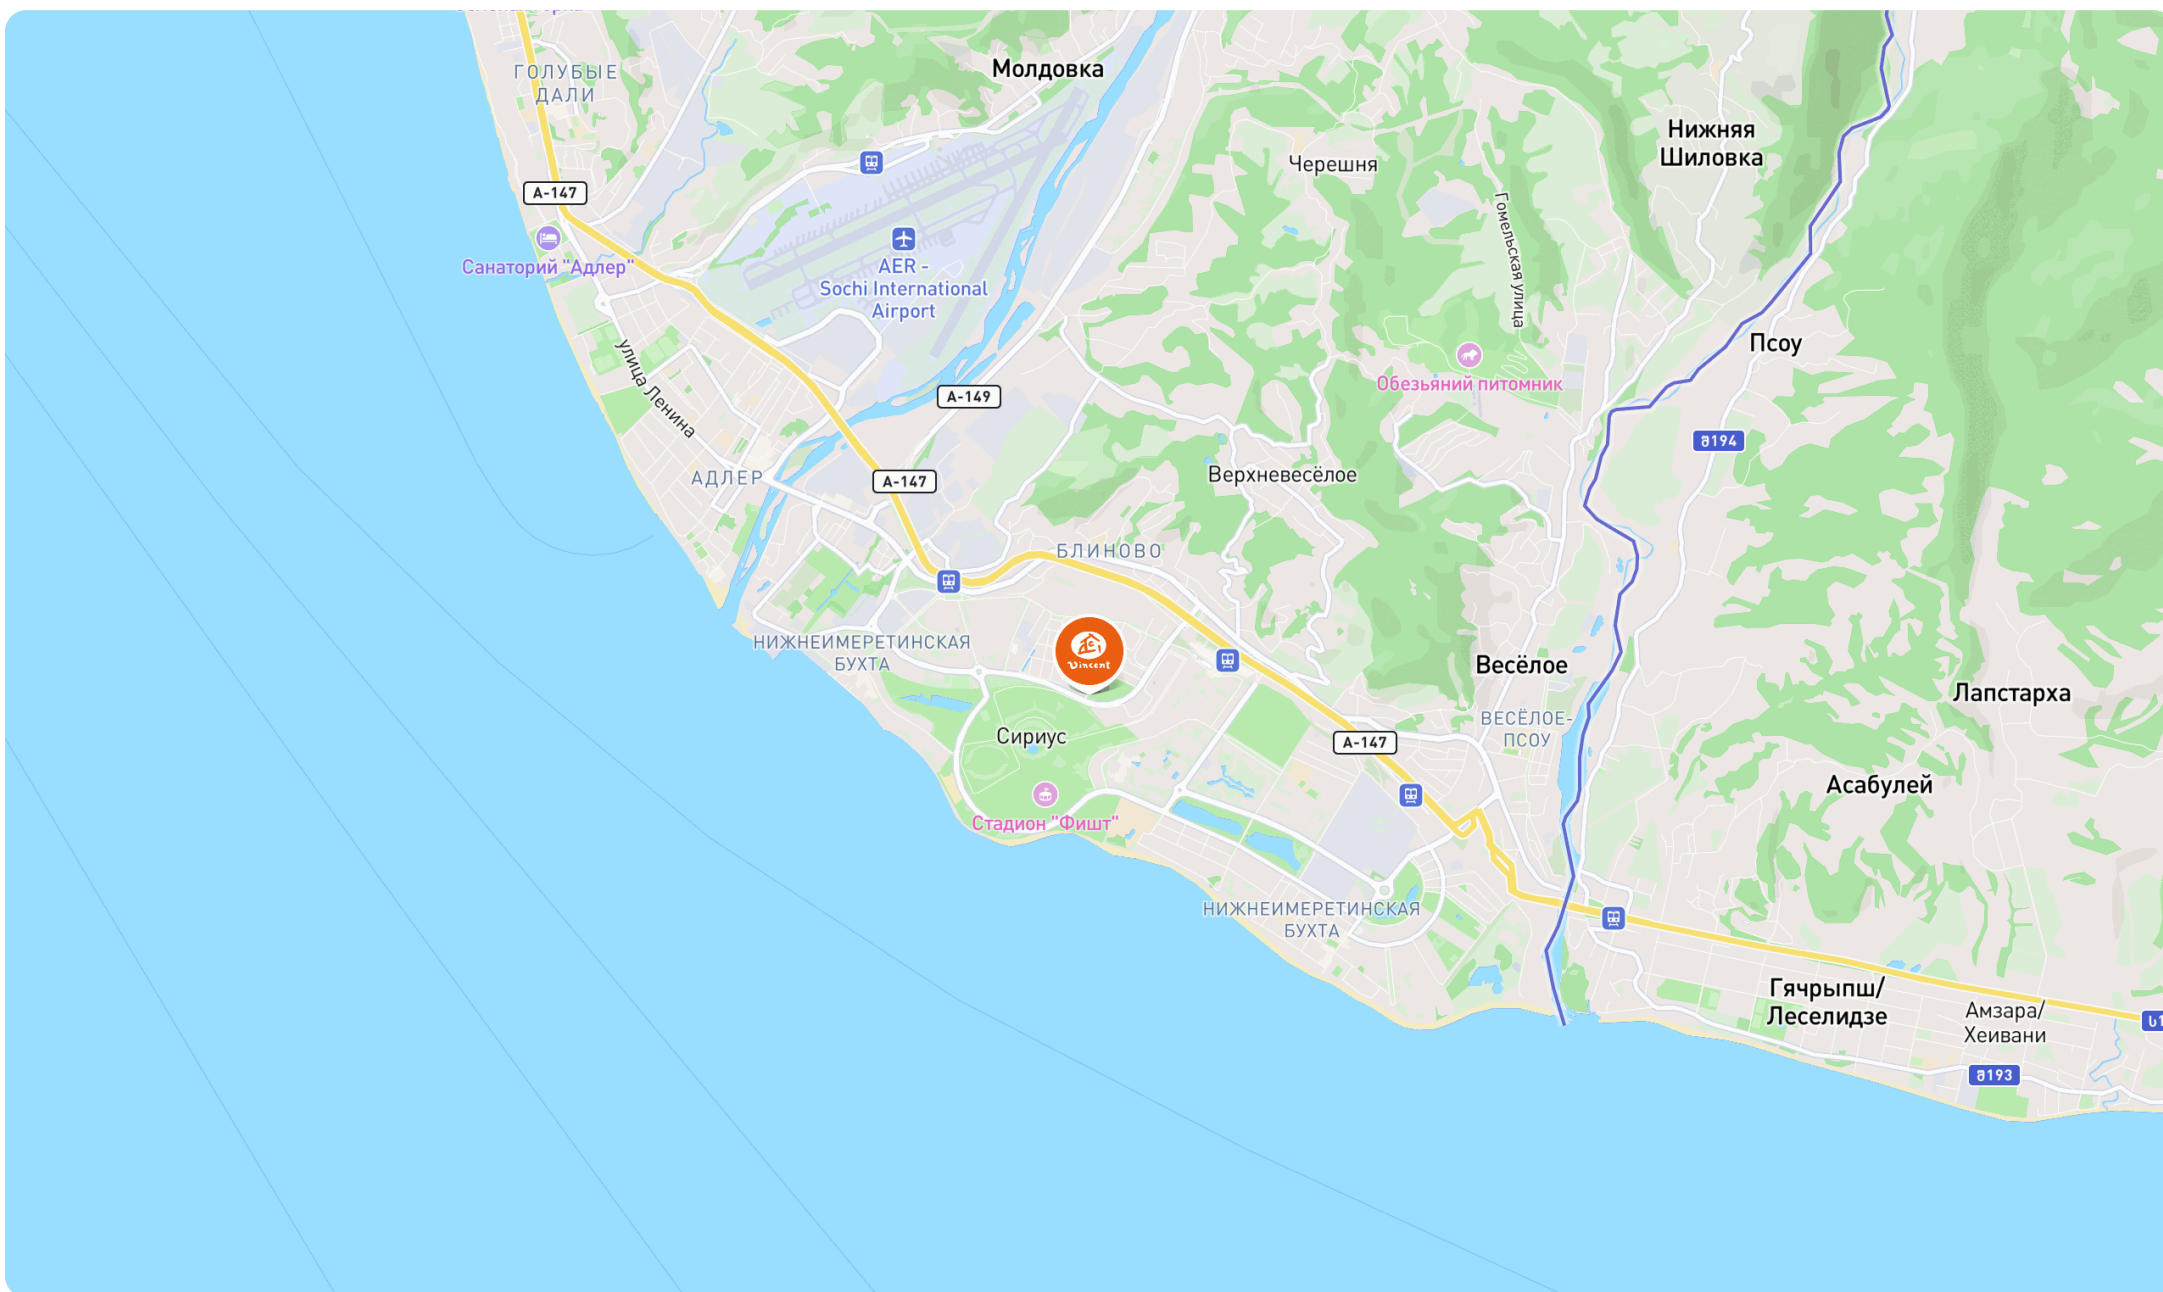 ГОЛУБЫЕ
ДАЛИ
Молдовка
Нижняя
Шиловка
Черешня
А-147
Гомельская улица
Санаторий "Адлер"
AER -
Sochi International
Airport
Псоу
улица Ленина
Обезьяний питомник
А-149
შ194
АДЛЕР
А-147
Верхневесёлое
БЛИНОВО
НИЖНЕИМЕРЕТИНСКАЯ
БУХТА
Vincent
Весёлое
Лапстарха
Сириус
ВЕСЁЛОЕ-
ПСОУ
А-147
Асабулей
Стадион "Фишт"
НИЖНЕИМЕРЕТИНСКАЯ
БУХТА
Гячрыпш/
Леселидзе
Амзара/
Хеивани
შ193